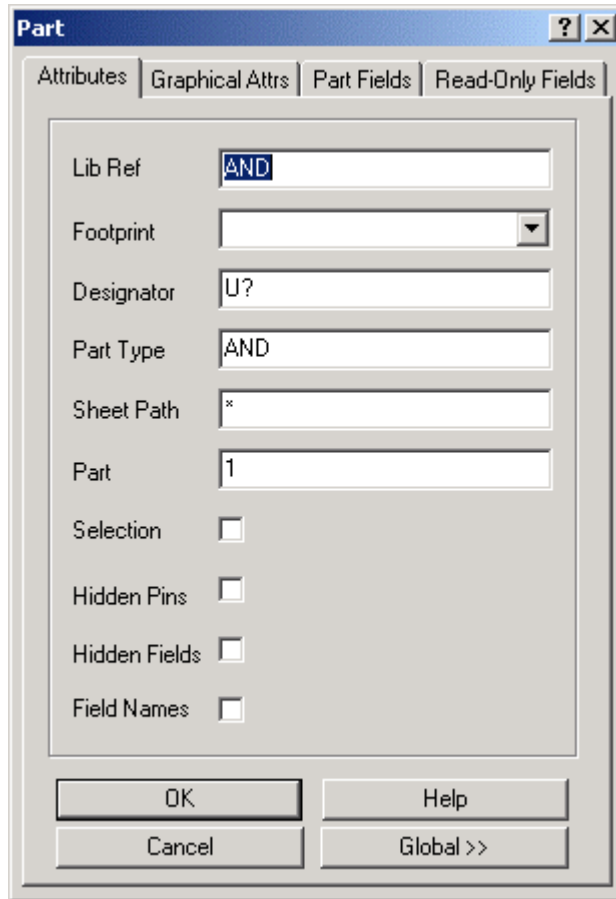 Part
Attributes Graphical Attrs Part Fields Read-Only Fields
Lib Ref AND
Footprint
Designator U?
Part Type AND
Sheet Path *
Part 1
Selection
Hidden Pins
Hidden Fields
Field Names
OK Help
Cancel Global >>